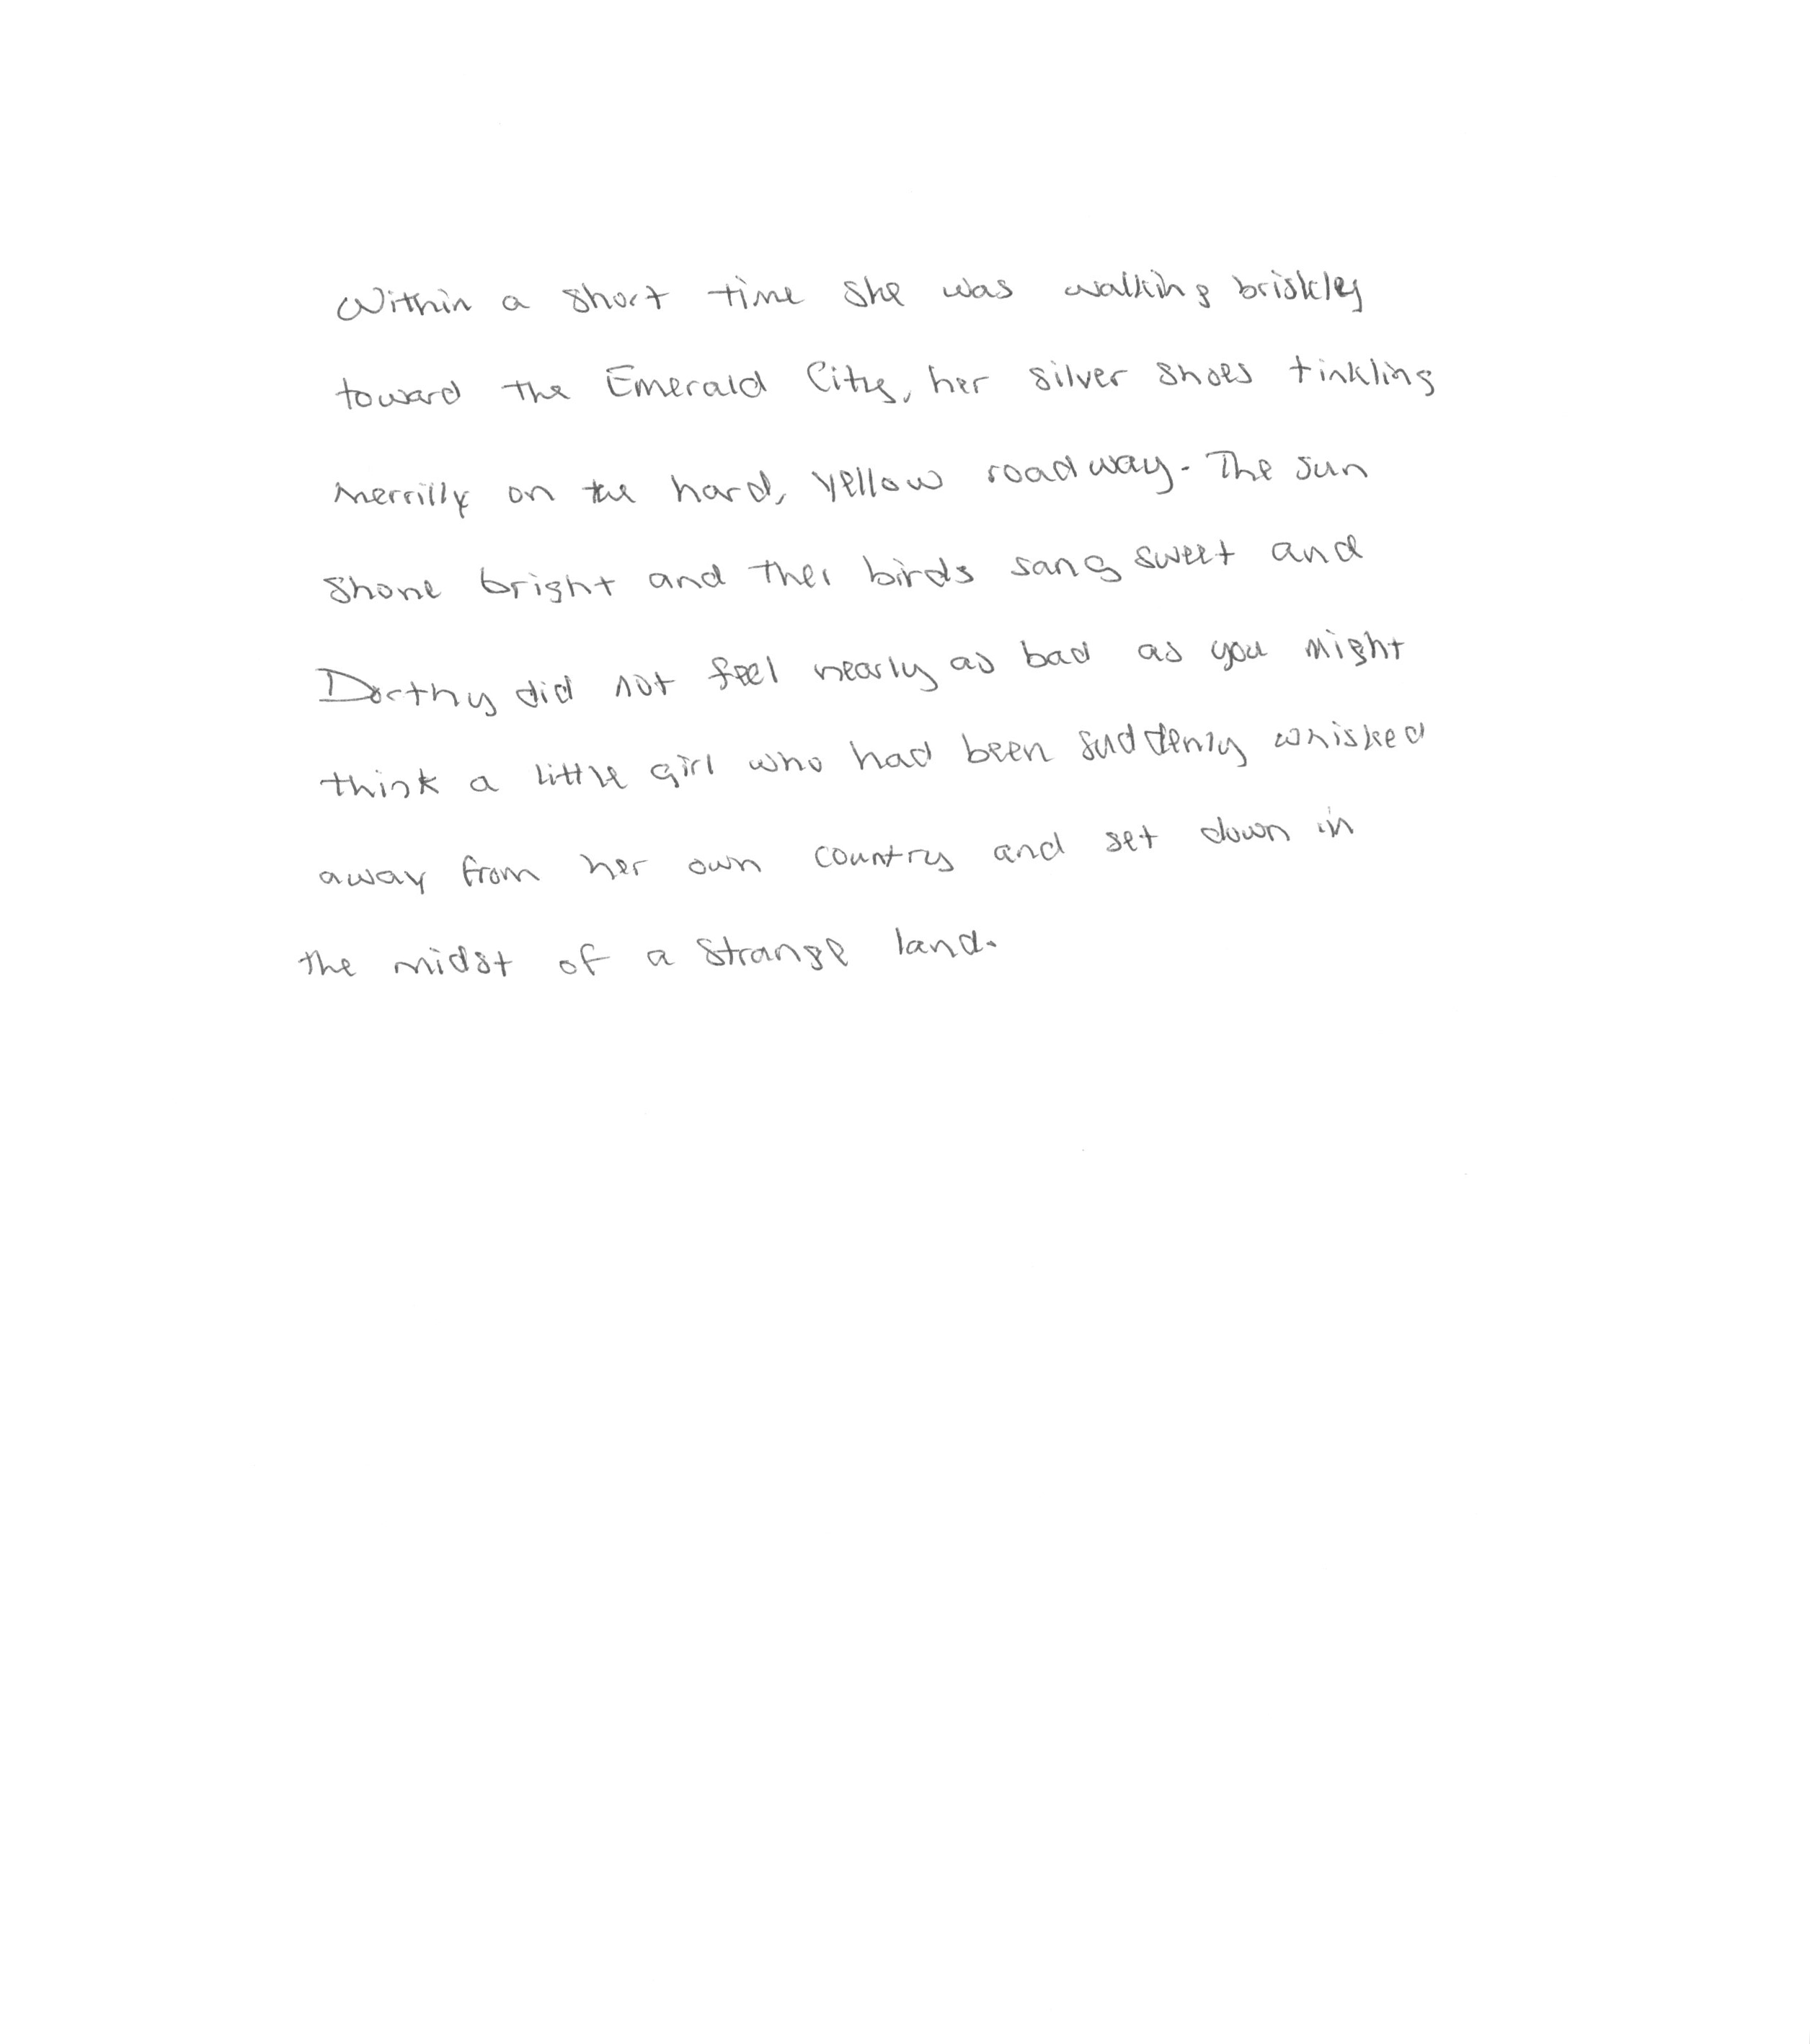 Within a short time she was walking briskley
toward the Emerald City, her silver shoes tinkling
merrilly on the hard, yellow roadway. The sun
shone bright and ther birds sang sweet and
Dorthy did not feel nearly as bad as you might
think a little girl who had been suddenly whisked
away from her own country and set down in
the midst of a strange land.